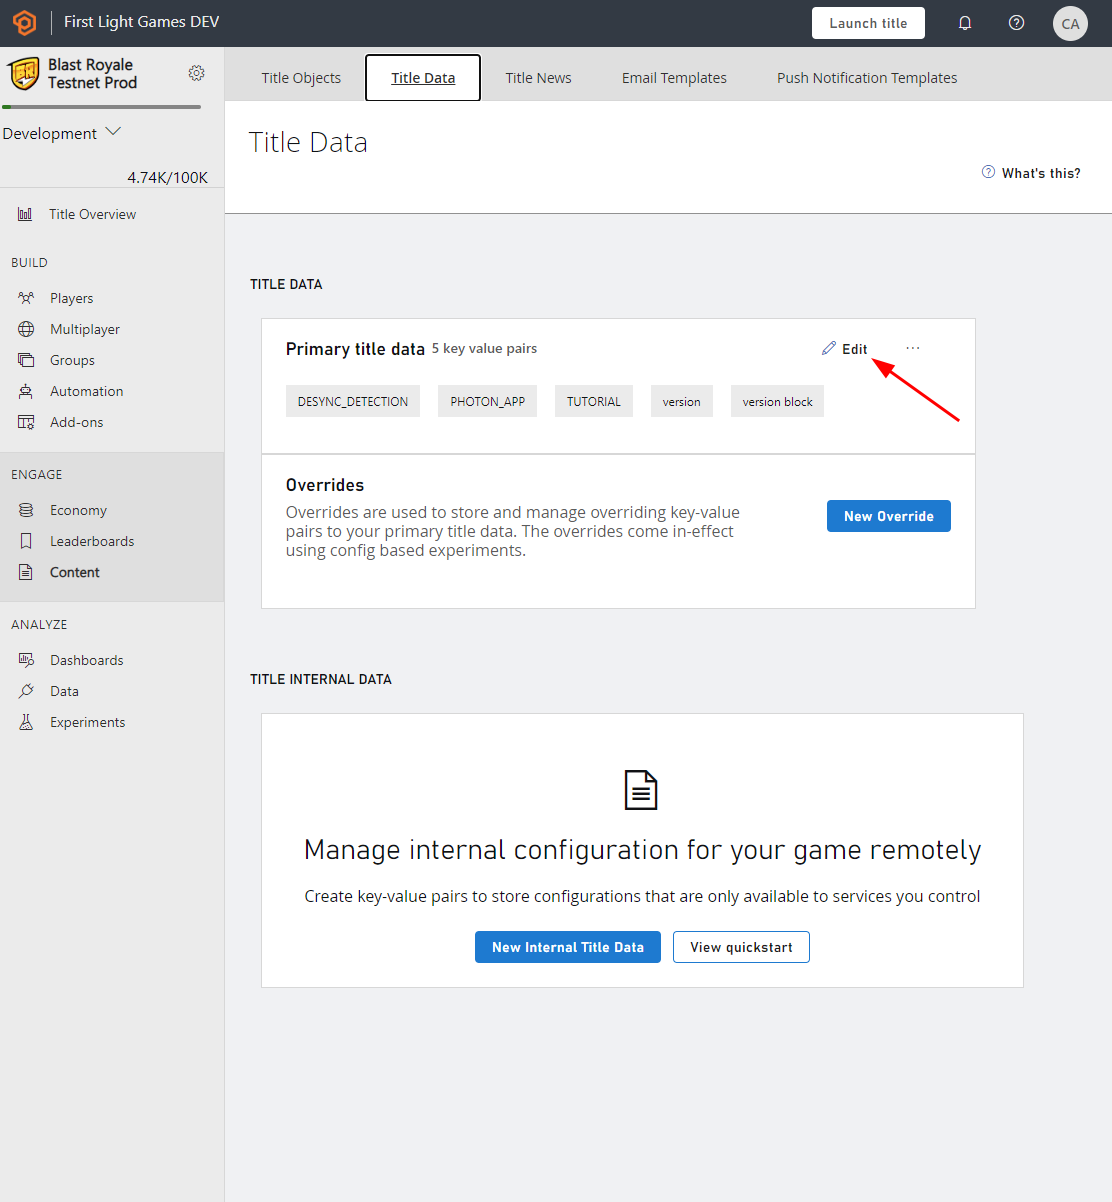 First Light Games DEV
Launch title
CA
Blast Royale
Testnet Prod
Development
4.74K/100K
Title Overview
BUILD
Players
Multiplayer
Groups
Automation
Add-ons
ENGAGE
Economy
Leaderboards
Content
ANALYZE
Dashboards
Data
Experiments
Title Objects
Title Data
Title News
Email Templates
Push Notification Templates
Title Data
What's this?
TITLE DATA
Primary title data 5 key value pairs
Edit
...
DESYNC_DETECTION
PHOTON_APP
TUTORIAL
version
version block
Overrides
Overrides are used to store and manage overriding key-value
pairs to your primary title data. The overrides come in-effect
using config based experiments.
New Override
TITLE INTERNAL DATA
Manage internal configuration for your game remotely
Create key-value pairs to store configurations that are only available to services you control
New Internal Title Data
View quickstart